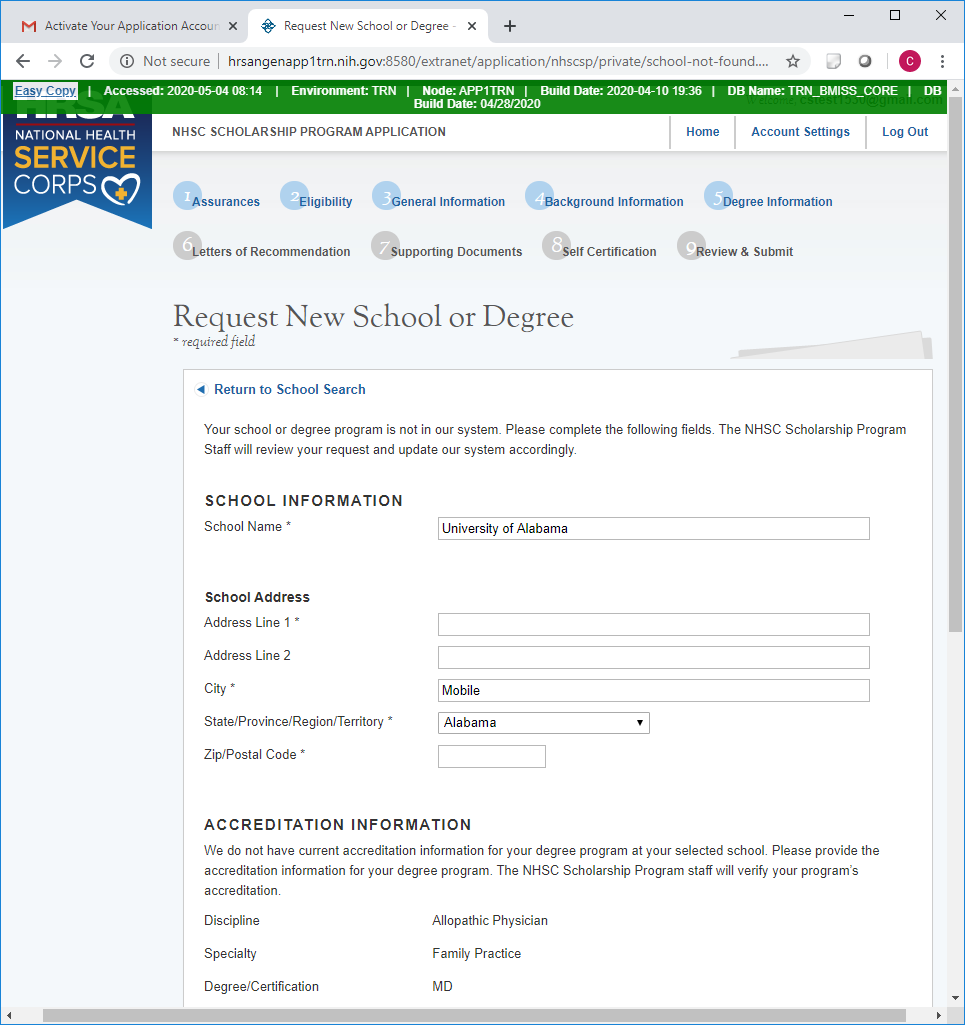 Activate Your Application Accoun
Request New School or Degree -
Not secure | hrsangenapp1trn.nih.gov:8580/extranet/application/nhscsp/private/school-not-found....
C
Easy Copy | Accessed: 2020-05-04 08:14 | Environment: TRN | Node: APP1TRN | Build Date: 2020-04-10 19:36 | DB Name: TRN_BMISS_CORE | DB
Build Date: 04/28/2020
Welcome, cstest1530@gmail.com
HRSA
NATIONAL HEALTH
SERVICE
CORPS
NHSC SCHOLARSHIP PROGRAM APPLICATION
Home
Account Settings
Log Out
1 Assurances
2 Eligibility
3 General Information
4 Background Information
5 Degree Information
6 Letters of Recommendation
7 Supporting Documents
8 Self Certification
9 Review & Submit
Request New School or Degree
* required field
Return to School Search
Your school or degree program is not in our system. Please complete the following fields. The NHSC Scholarship Program
Staff will review your request and update our system accordingly.
SCHOOL INFORMATION
School Name * University of Alabama
School Address
Address Line 1 *
Address Line 2
City * Mobile
State/Province/Region/Territory * Alabama
Zip/Postal Code *
ACCREDITATION INFORMATION
We do not have current accreditation information for your degree program at your selected school. Please provide the
accreditation information for your degree program. The NHSC Scholarship Program staff will verify your program's
accreditation.
Discipline Allopathic Physician
Specialty Family Practice
Degree/Certification MD